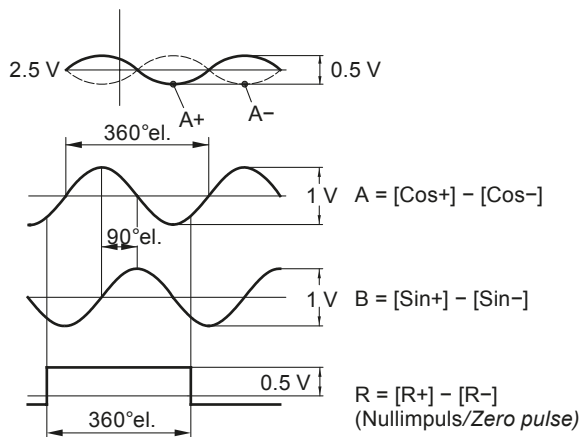 2.5 V
0.5 V
A+
A−
360°el.
1 V
A = [Cos+] − [Cos−]
90°el.
1 V
B = [Sin+] − [Sin−]
0.5 V
R = [R+] − [R−]
(Nullimpuls/Zero pulse)
360°el.